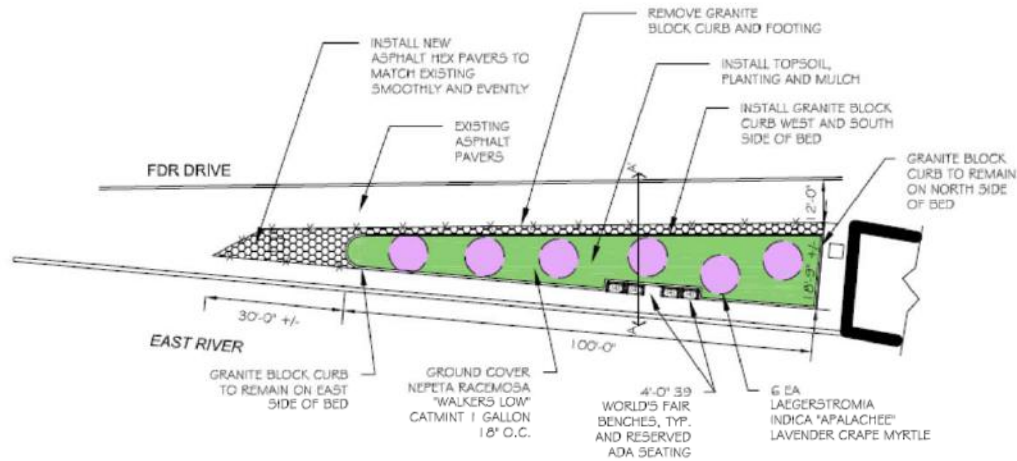 REMOVE GRANITE
BLOCK CURB AND FOOTING
INSTALL NEW
ASPHALT HEX PAVERS TO
MATCH EXISTING
SMOOTHLY AND EVENTLY
INSTALL TOPSOIL,
PLANTING AND MULCH
EXISTING
ASPHALT
PAVERS
INSTALL GRANITE BLOCK
CURB WEST AND SOUTH
SIDE OF BED
GRANITE BLOCK
CURB TO REMAIN
ON NORTH SIDE
OF BED
FDR DRIVE
A
12'-0"
18'-9" +/-
A
30'-0" +/-
100'-0"
EAST RIVER
GRANITE BLOCK CURB
TO REMAIN ON EAST
SIDE OF BED
GROUND COVER
NEPETA RACEMOSA
"WALKERS LOW"
CATMINT 1 GALLON
18" O.C.
4'-0" 39
WORLD'S FAIR
BENCHES, TYP.
AND RESERVED
ADA SEATING
6 EA
LAEGERSTROMIA
INDICA "APALACHEE"
LAVENDER CRAPE MYRTLE